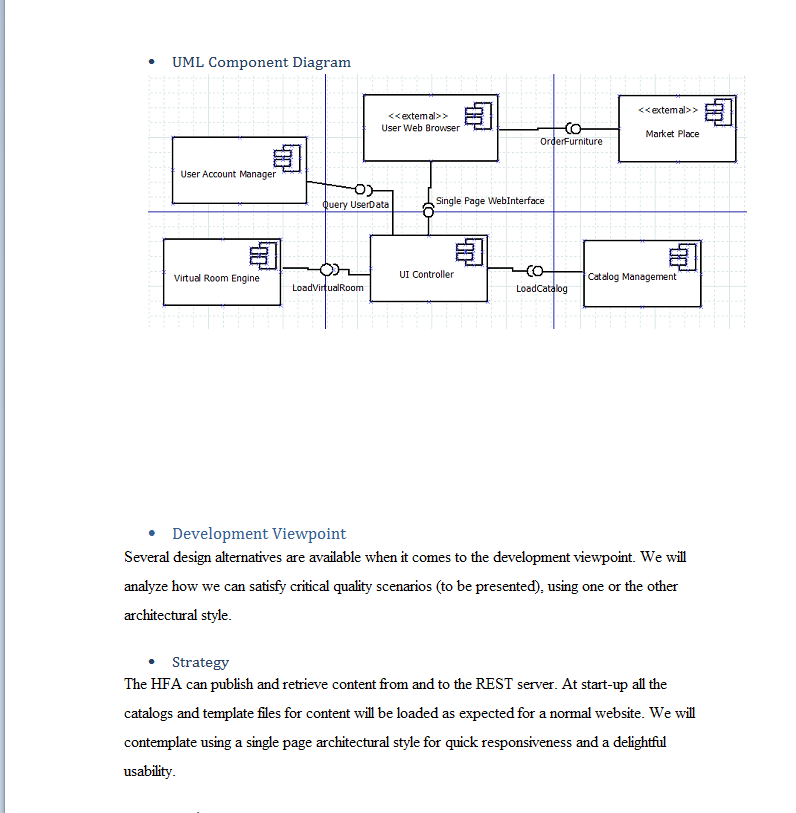 • UML Component Diagram
<<external>>
User Web Browser
<<external>>
Market Place
OrderFurniture
User Account Manager
Query UserData
Single Page WebInterface
Virtual Room Engine
LoadVirtualRoom
UI Controller
LoadCatalog
Catalog Management
• Development Viewpoint
Several design alternatives are available when it comes to the development viewpoint. We will
analyze how we can satisfy critical quality scenarios (to be presented), using one or the other
architectural style.
• Strategy
The HFA can publish and retrieve content from and to the REST server. At start-up all the
catalogs and template files for content will be loaded as expected for a normal website. We will
contemplate using a single page architectural style for quick responsiveness and a delightful
usability.